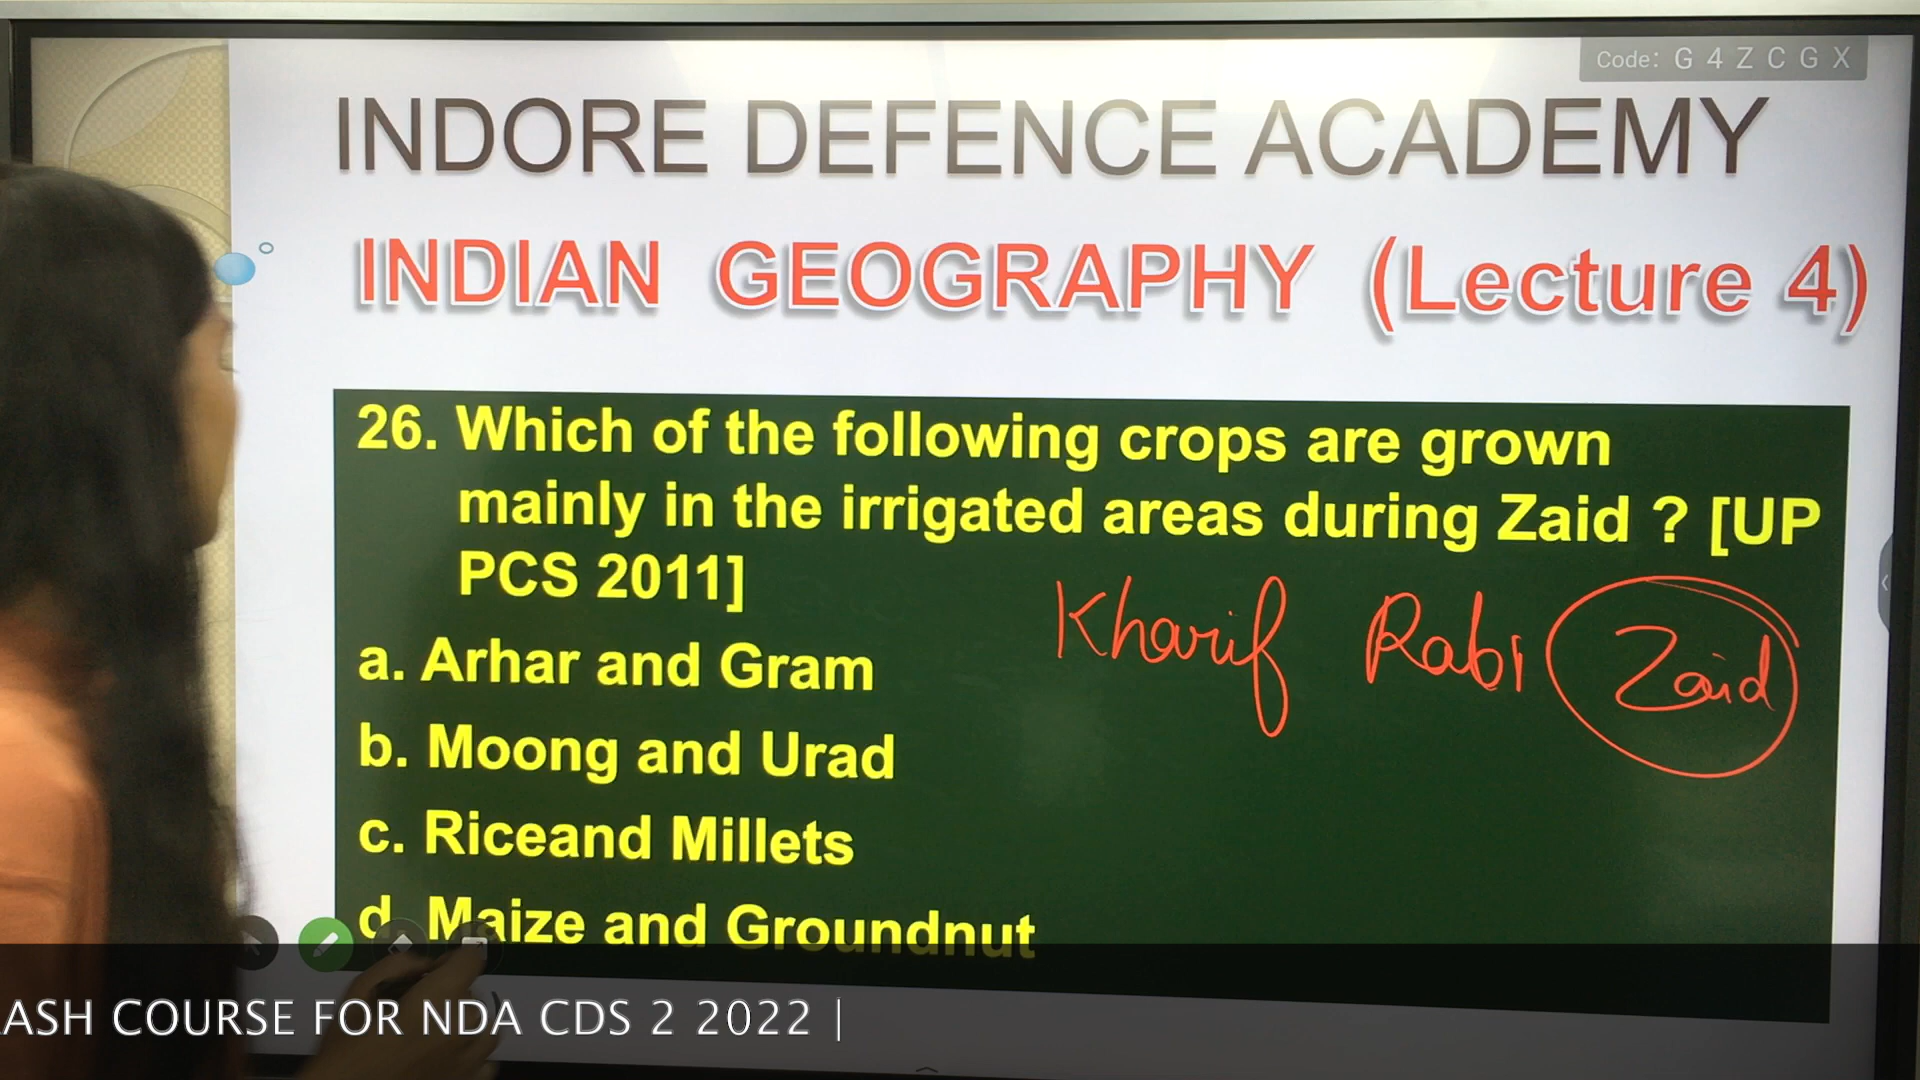 Code: G 4 Z C G X
INDORE DEFENCE ACADEMY
INDIAN GEOGRAPHY (Lecture 4)
26. Which of the following crops are grown
mainly in the irrigated areas during Zaid ? [UP
PCS 2011]
Kharif Rabi Zaid
a. Arhar and Gram
b. Moong and Urad
c. Riceand Millets
d. Maize and Groundnut
ASH COURSE FOR NDA CDS 2 2022 |